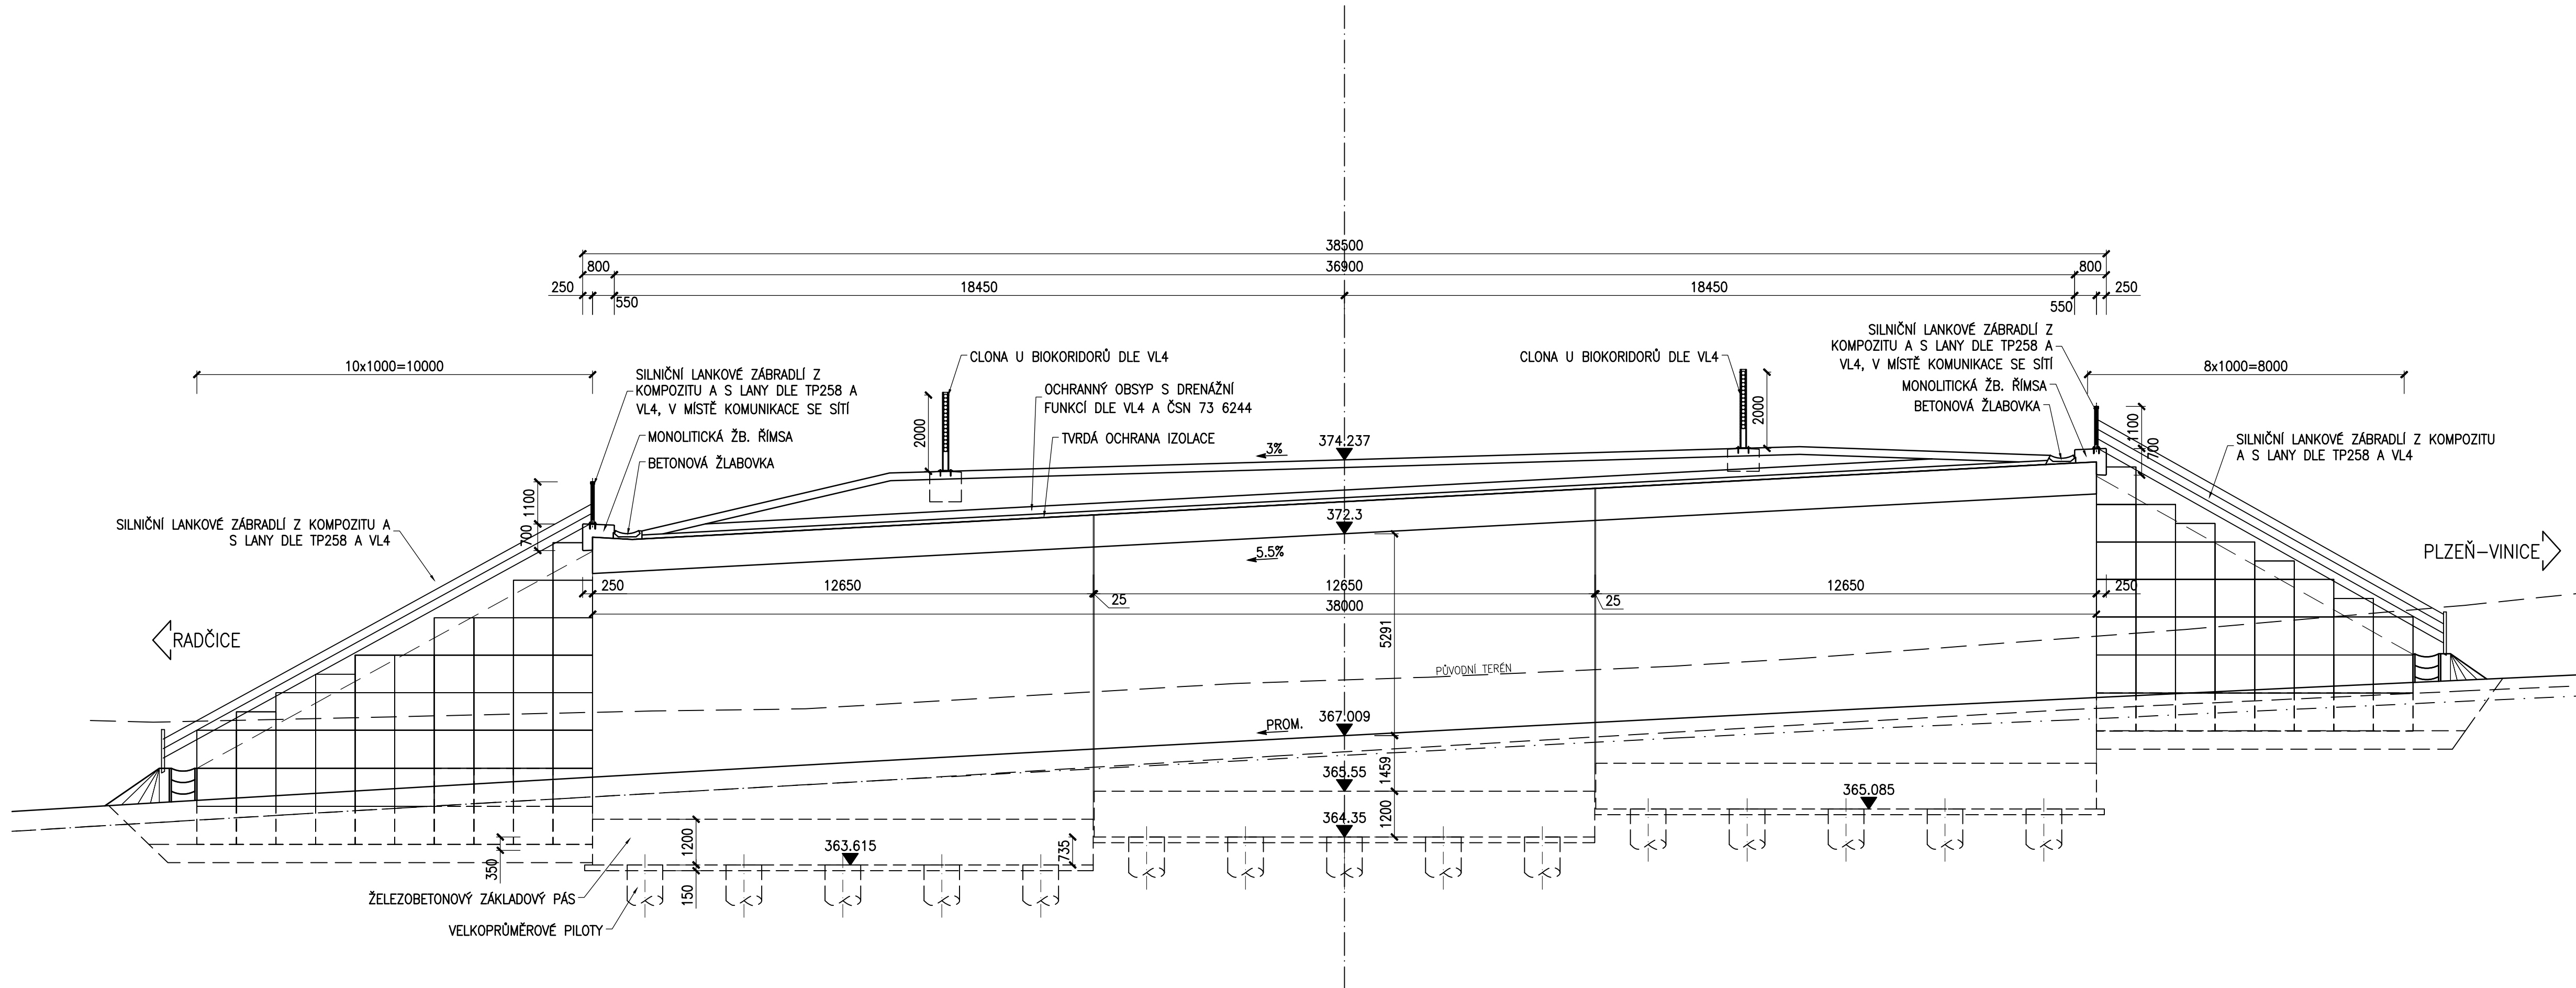 38500
800
36900
800
250
550
18450
18450
550
250
10x1000=10000
SILNIČNÍ LANKOVÉ ZÁBRADLÍ Z
KOMPOZITU A S LANY DLE TP258 A
VL4, V MÍSTĚ KOMUNIKACE SE SÍTÍ
MONOLITICKÁ ŽB. ŘÍMSA
BETONOVÁ ŽLABOVKA
CLONA U BIOKORIDORŮ DLE VL4
2000
OCHRANNÝ OBSYP S DRENÁŽNÍ
FUNKCÍ DLE VL4 A ČSN 73 6244
TVRDÁ OCHRANA IZOLACE
3%
374.237
CLONA U BIOKORIDORŮ DLE VL4
2000
SILNIČNÍ LANKOVÉ ZÁBRADLÍ Z
KOMPOZITU A S LANY DLE TP258 A
VL4, V MÍSTĚ KOMUNIKACE SE SÍTÍ
MONOLITICKÁ ŽB. ŘÍMSA
BETONOVÁ ŽLABOVKA
8x1000=8000
1100
700
SILNIČNÍ LANKOVÉ ZÁBRADLÍ Z KOMPOZITU
A S LANY DLE TP258 A VL4
1100
700
SILNIČNÍ LANKOVÉ ZÁBRADLÍ Z KOMPOZITU A
S LANY DLE TP258 A VL4
372.3
5.5%
PLZEŇ-VINICE
250
12650
12650
12650
250
25
25
38000
5291
RADČICE
PŮVODNÍ TERÉN
PROM.
367.009
1459
365.55
1200
364.35
365.085
363.615
1200
735
350
150
ŽELEZOBETONOVÝ ZÁKLADOVÝ PÁS
VELKOPRŮMĚROVÉ PILOTY